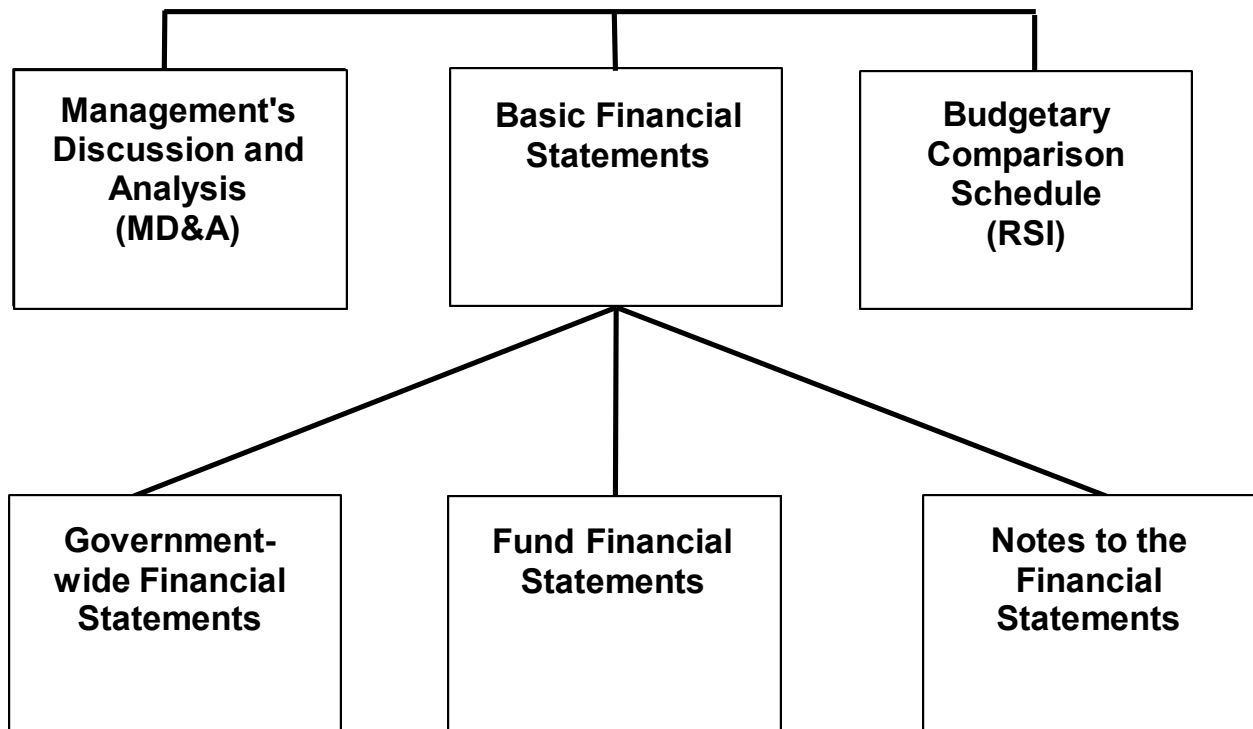 Management's
Discussion and
Analysis
(MD&A)
Basic Financial
Statements
Budgetary
Comparison
Schedule
(RSI)
Government-
wide Financial
Statements
Fund Financial
Statements
Notes to the
Financial
Statements